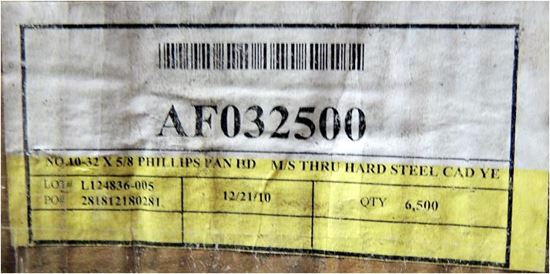 AF032500
NO.10-32 X 5/8 PHILLIPS PAN HD M/S THRU HARD STEEL CAD YE
LOT# L124836-005
PO# 281812180281
12/21/10
QTY 6,500